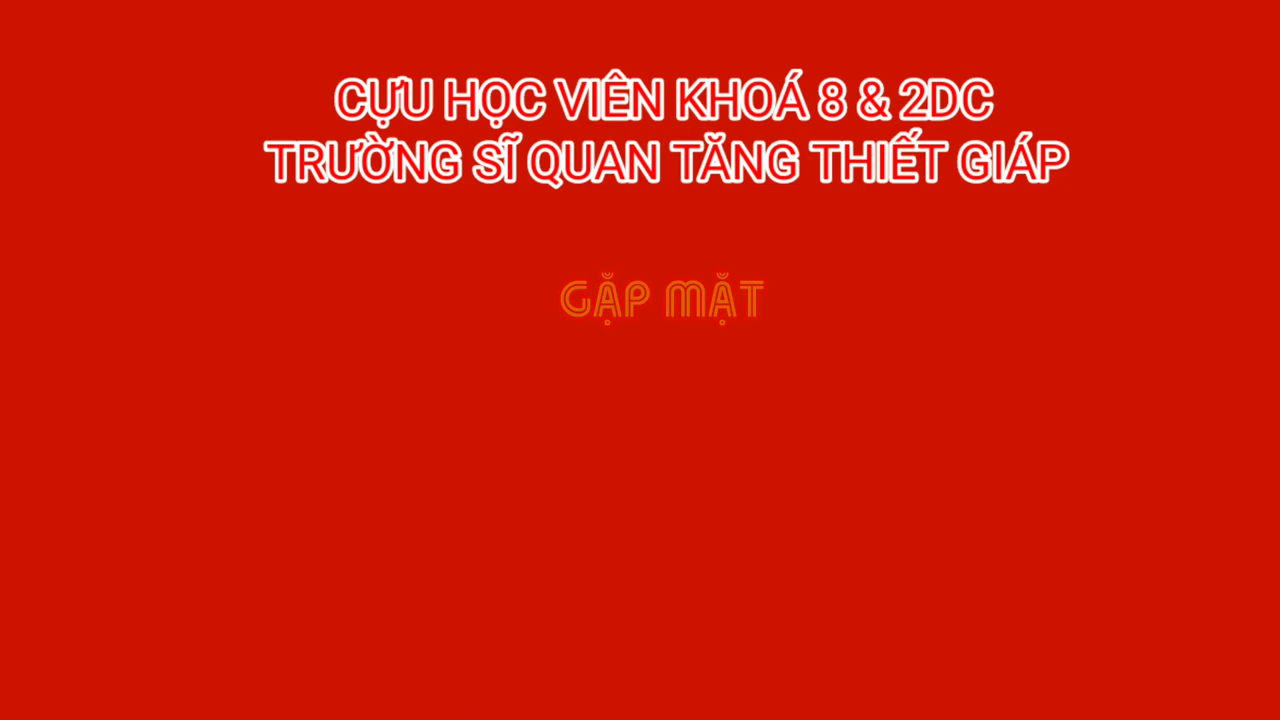 CỰU HỌC VIÊN KHOÁ 8 & 2DC
TRƯỜNG SĨ QUAN TĂNG THIẾT GIÁP
GẶP MẶT